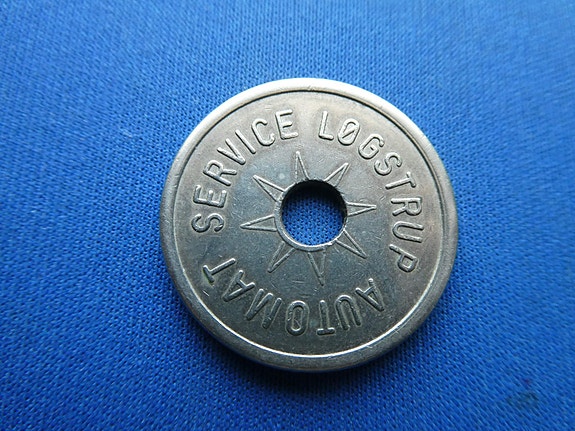 LØGSTRUP AUTOMAT SERVICE